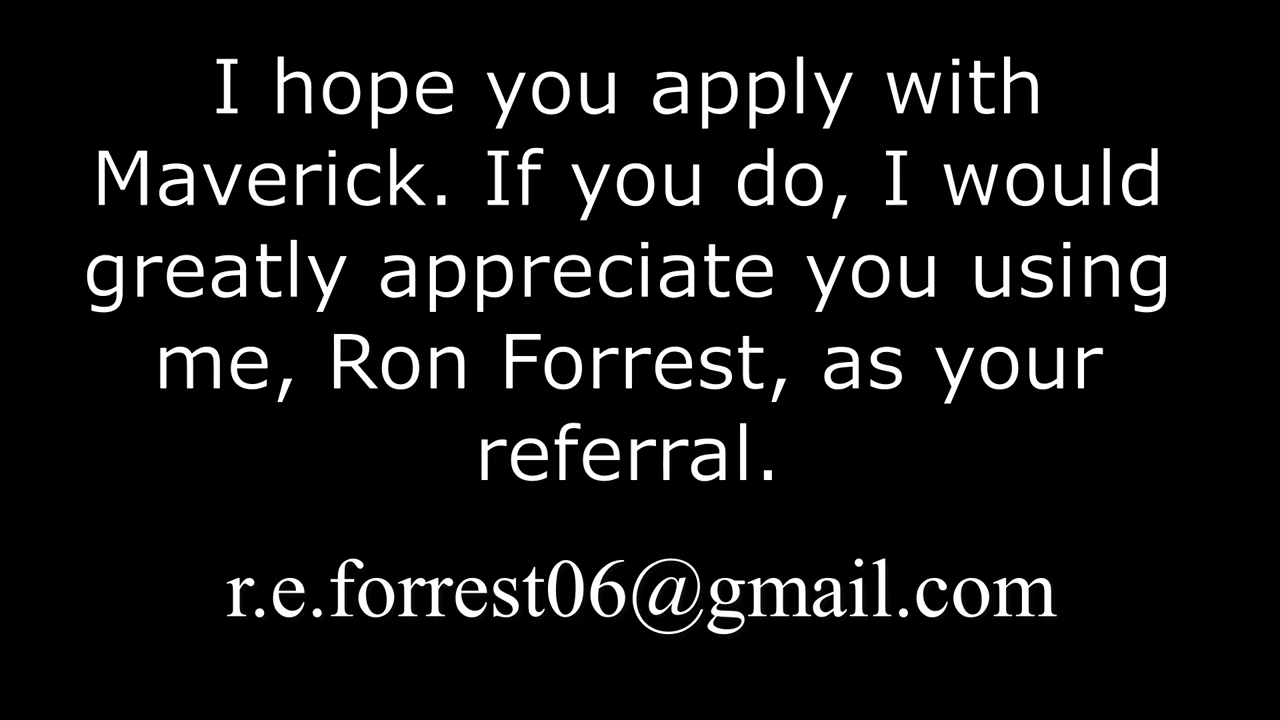 I hope you apply with
Maverick. If you do, I would
greatly appreciate you using
me, Ron Forrest, as your
referral.
r.e.forrest06@gmail.com